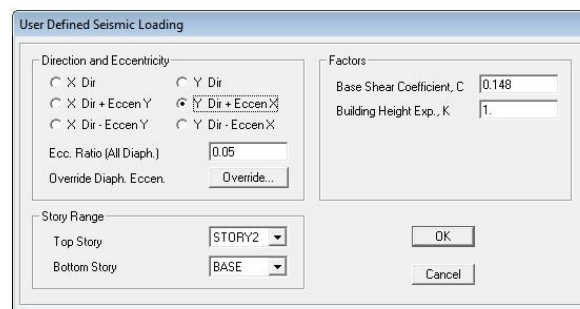 User Defined Seismic Loading
Direction and Eccentricity
X Dir
Y Dir
X Dir + Eccen Y
Y Dir + Eccen X
X Dir - Eccen Y
Y Dir - Eccen X
Ecc. Ratio (All Diaph.)
0.05
Override Diaph. Eccen.
Override...
Factors
Base Shear Coefficient, C
0.148
Building Height Exp., K
1.
Story Range
Top Story
STORY2
Bottom Story
BASE
OK
Cancel